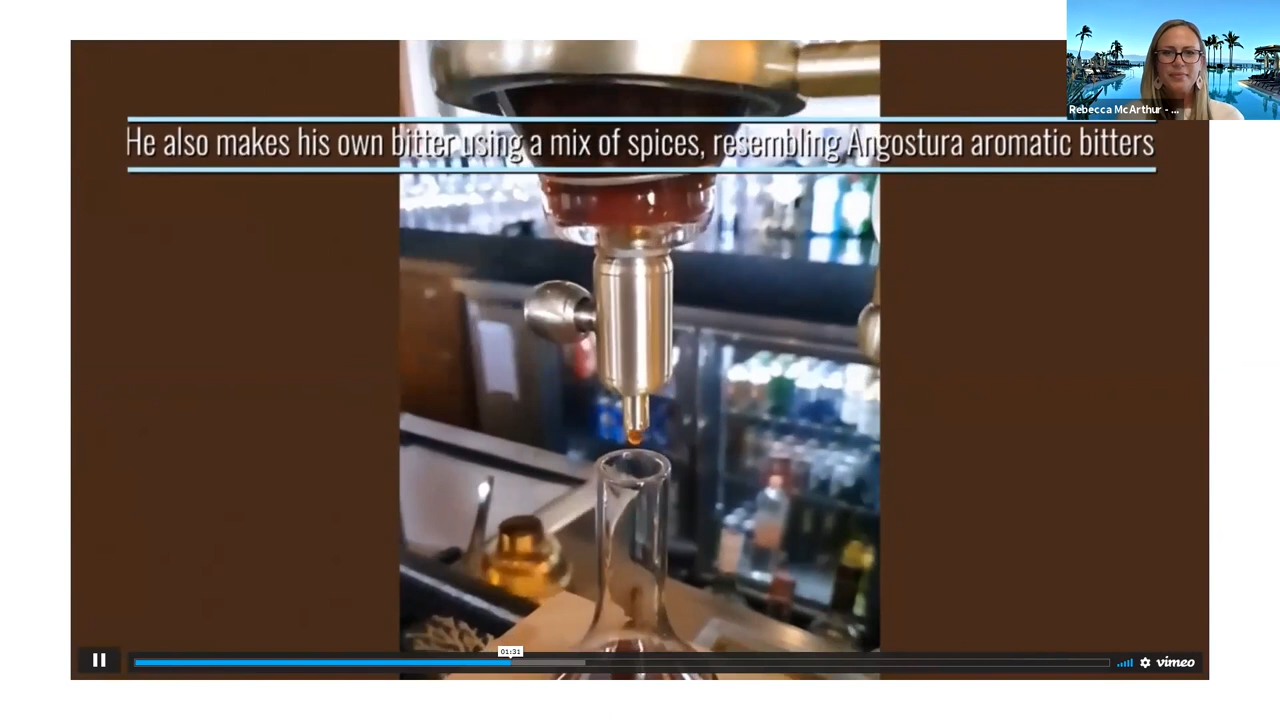 Rebecca McArthur - ...
He also makes his own bitter using a mix of spices, resembling Angostura aromatic bitters
01:31
vimeo